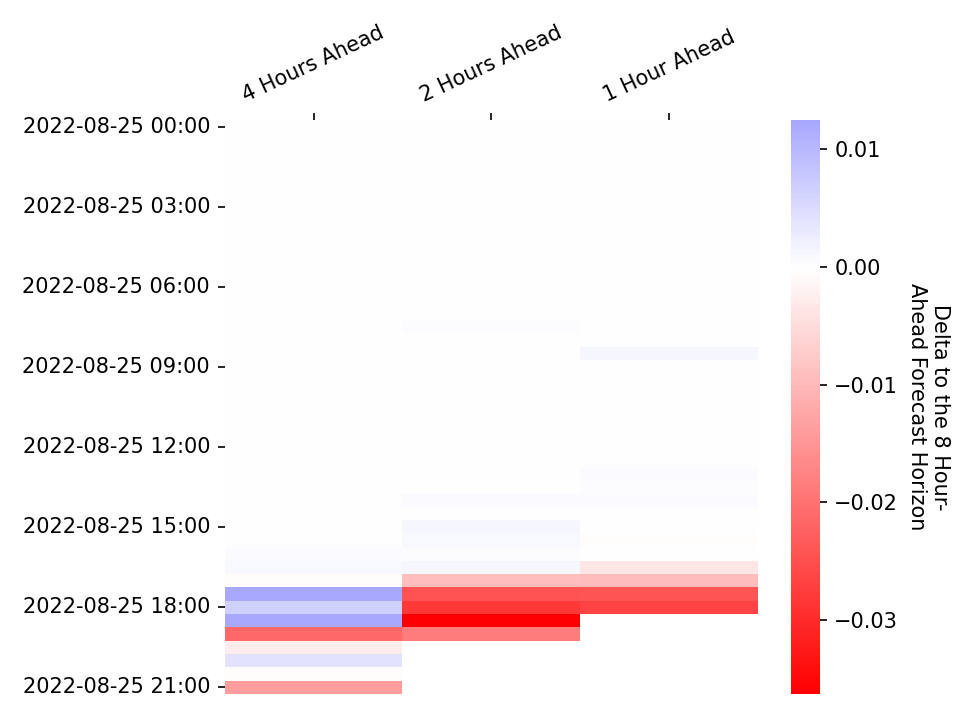 4 Hours Ahead
2 Hours Ahead
1 Hour Ahead
2022-08-25 00:00
2022-08-25 03:00
2022-08-25 06:00
2022-08-25 09:00
2022-08-25 12:00
2022-08-25 15:00
2022-08-25 18:00
2022-08-25 21:00
0.01
0.00
−0.01
−0.02
−0.03
Delta to the 8 Hour-
Ahead Forecast Horizon